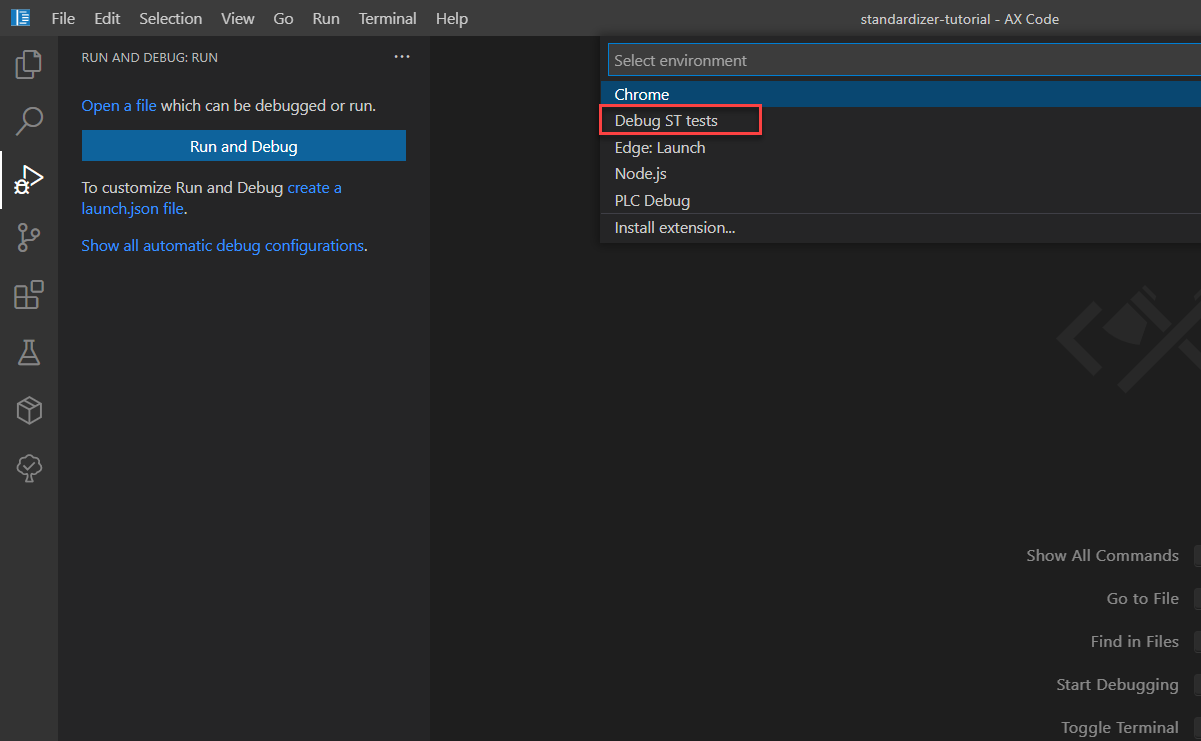 File Edit Selection View Go Run Terminal Help
standardizer-tutorial - AX Code
RUN AND DEBUG: RUN
Open a file which can be debugged or run.
Run and Debug
To customize Run and Debug create a
launch.json file.
Show all automatic debug configurations.
Select environment
Chrome
Debug ST tests
Edge: Launch
Node.js
PLC Debug
Install extension...
Show All Commands
Go to File
Find in Files
Start Debugging
Toggle Terminal